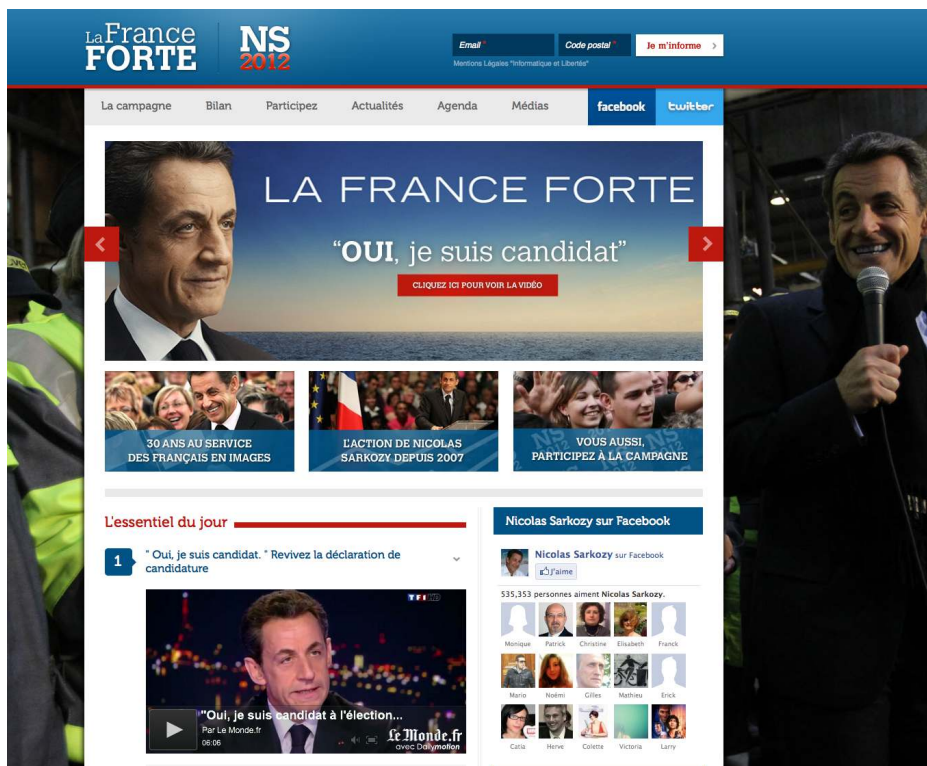 La France
FORTE
NS
2012
Email *
Code postal *
Je m'informe
Mentions Légales "Informatique et Libertés"
La campagne
Bilan
Participez
Actualités
Agenda
Médias
facebook
twitter
LA FRANCE FORTE
“OUI, je suis candidat”
CLIQUEZ ICI POUR VOIR LA VIDÉO
30 ANS AU SERVICE
DES FRANÇAIS EN IMAGES
L'ACTION DE NICOLAS
SARKOZY DEPUIS 2007
VOUS AUSSI,
PARTICIPEZ À LA CAMPAGNE
L'essentiel du jour
1
" Oui, je suis candidat. " Revivez la déclaration de
candidature
TF1
"Oui, je suis candidat à l'élection...
Par Le Monde.fr
06:06
Le Monde.fr
avec Dailymotion
Nicolas Sarkozy sur Facebook
Nicolas Sarkozy sur Facebook
J'aime
535,353 personnes aiment Nicolas Sarkozy.
Monique
Patrick
Christine
Elisabeth
Franck
Mario
Noémi
Gilles
Mathieu
Erick
Catia
Herve
Colette
Victoria
Larry